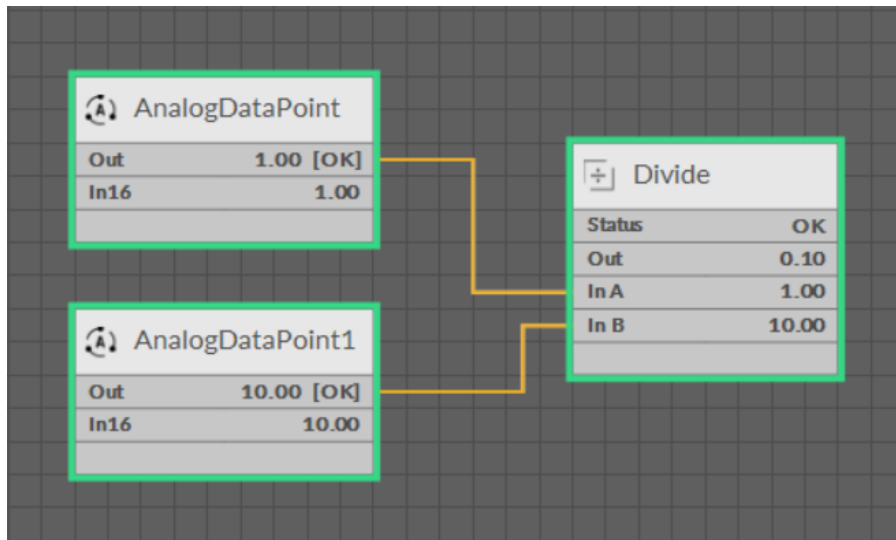 AnalogDataPoint
Out 1.00 [OK]
In16 1.00
AnalogDataPoint1
Out 10.00 [OK]
In16 10.00
Divide
Status OK
Out 0.10
In A 1.00
In B 10.00